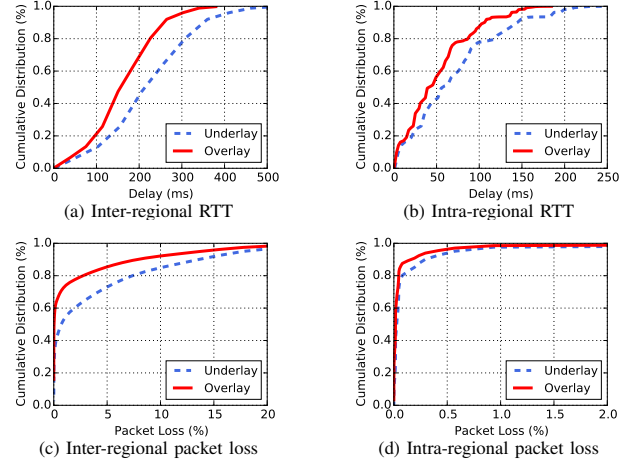 Cumulative Distribution (%)
1.0
0.8
0.6
0.4
0.2
0.0
0
100
200
300
400
500
Delay (ms)
Underlay
Overlay
(a) Inter-regional RTT
Cumulative Distribution (%)
1.0
0.8
0.6
0.4
0.2
0.0
0
50
100
150
200
250
Delay (ms)
Underlay
Overlay
(b) Intra-regional RTT
Cumulative Distribution (%)
1.0
0.8
0.6
0.4
0.2
0.0
0
5
10
15
20
Packet Loss (%)
Underlay
Overlay
(c) Inter-regional packet loss
Cumulative Distribution (%)
1.0
0.8
0.6
0.4
0.2
0.0
0.0
0.5
1.0
1.5
2.0
Packet Loss (%)
Underlay
Overlay
(d) Intra-regional packet loss